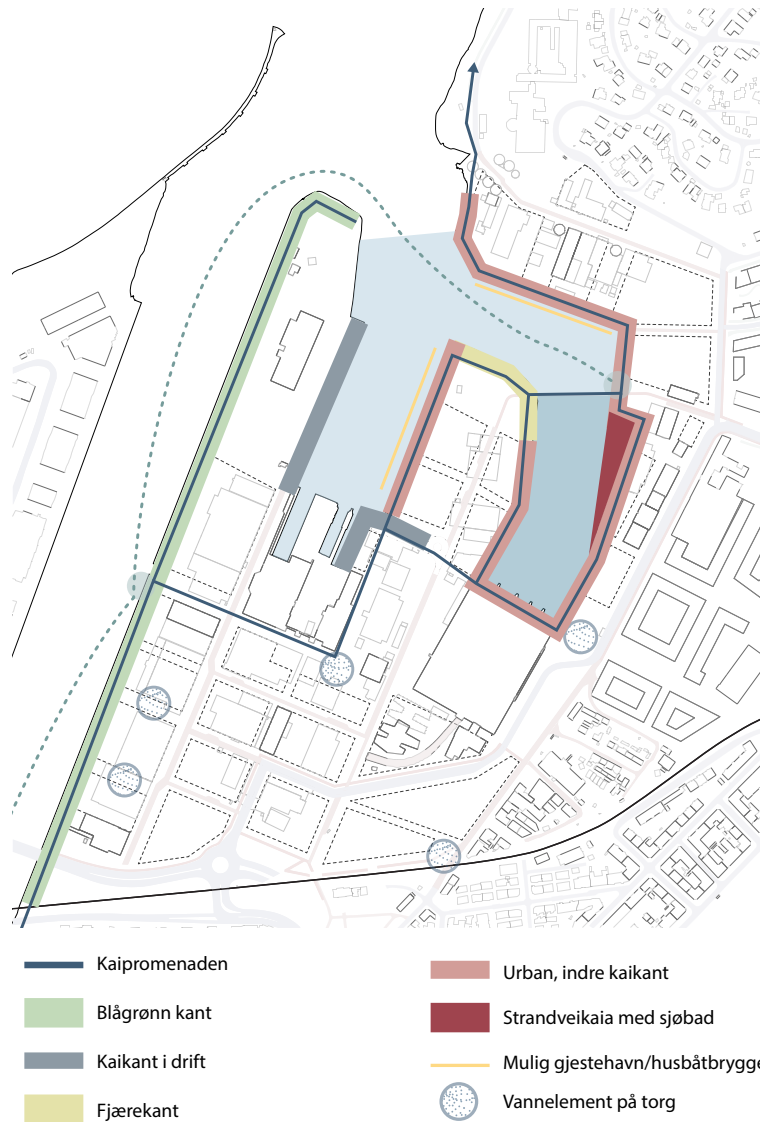 Kaipromenaden
Blågrønn kant
Kaikant i drift
Fjærekant
Urban, indre kaikant
Strandveikaia med sjøbad
Mulig gjestehavn/husbåtbrygge
Vannelement på torg